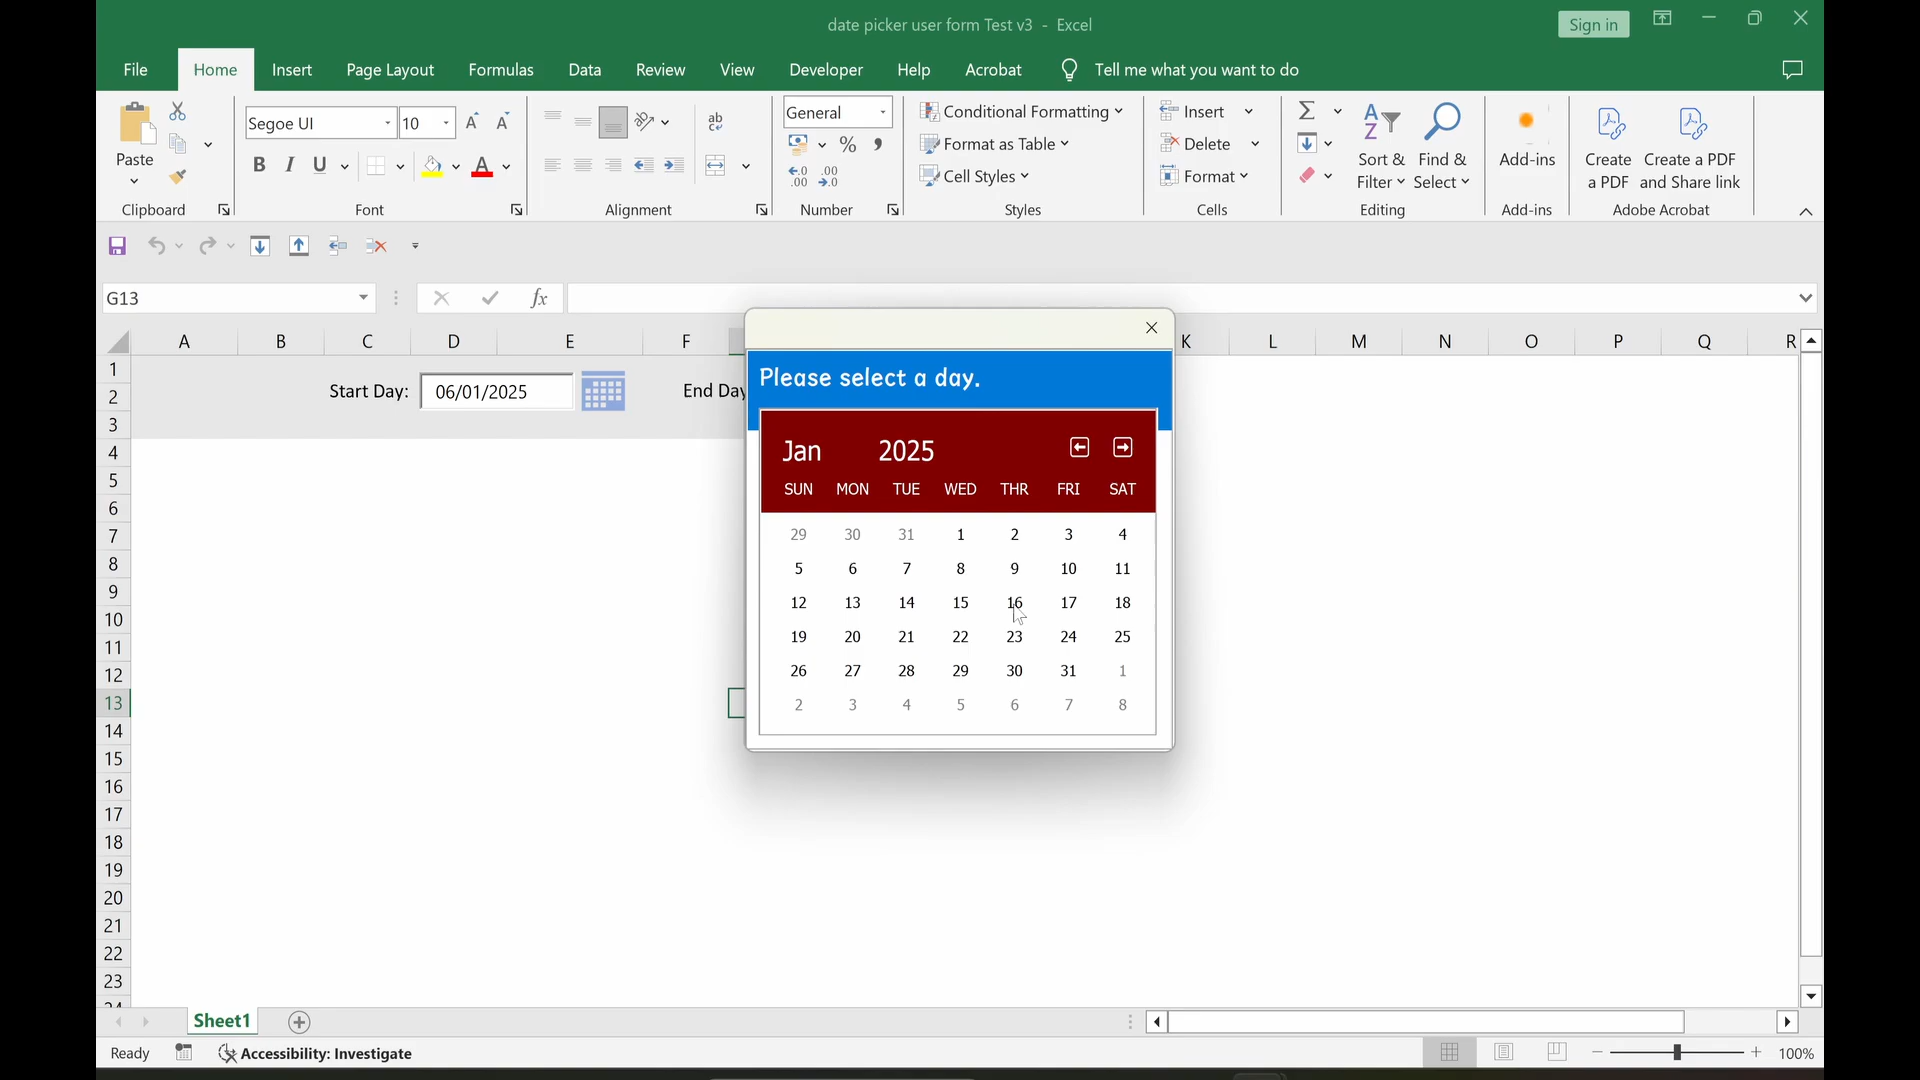 date picker user form Test v3 - Excel
Sign in
File Home Insert Page Layout Formulas Data Review View Developer Help Acrobat Tell me what you want to do
Paste
Clipboard
Segoe UI 10
B I U A
Font
ab
Alignment
General
% ,
Number
Conditional Formatting
Format as Table
Cell Styles
Styles
Insert
Delete
Format
Cells
Sort & Filter
Find & Select
Editing
Add-ins
Add-ins
Create a PDF
Create a PDF and Share link
Adobe Acrobat
G13 fx
A B C D E F K L M N O P Q R
1
2
3
4
5
6
7
8
9
10
11
12
13
14
15
16
17
18
19
20
21
22
23
24
Start Day: 06/01/2025 End Day
Please select a day.
Jan 2025
SUN MON TUE WED THR FRI SAT
29 30 31 1 2 3 4
5 6 7 8 9 10 11
12 13 14 15 16 17 18
19 20 21 22 23 24 25
26 27 28 29 30 31 1
2 3 4 5 6 7 8
Sheet1
Ready Accessibility: Investigate 100%